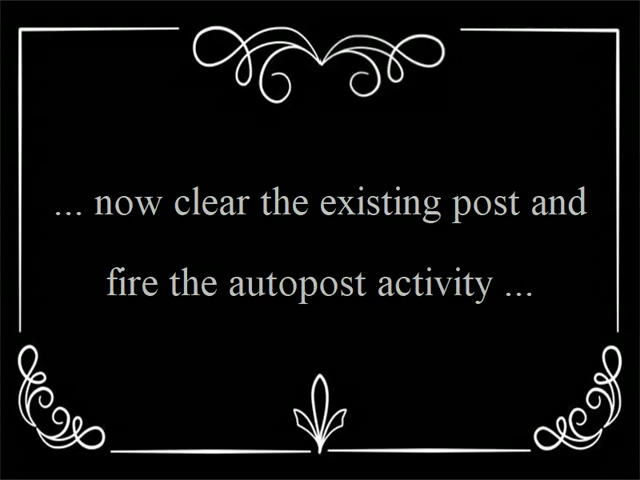 ... now clear the existing post and
fire the autopost activity ...